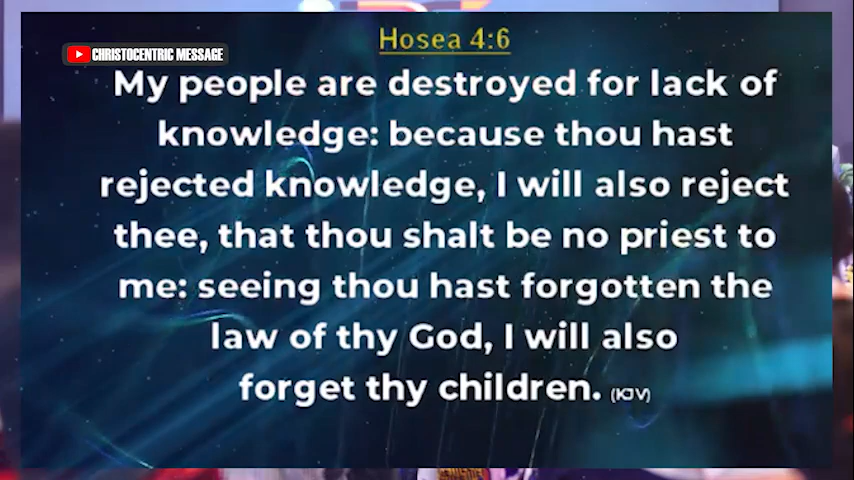 Hosea 4:6
CHRISTOCENTRIC MESSAGE
My people are destroyed for lack of
knowledge: because thou hast
rejected knowledge, I will also reject
thee, that thou shalt be no priest to
me: seeing thou hast forgotten the
law of thy God, I will also
forget thy children. (KJV)